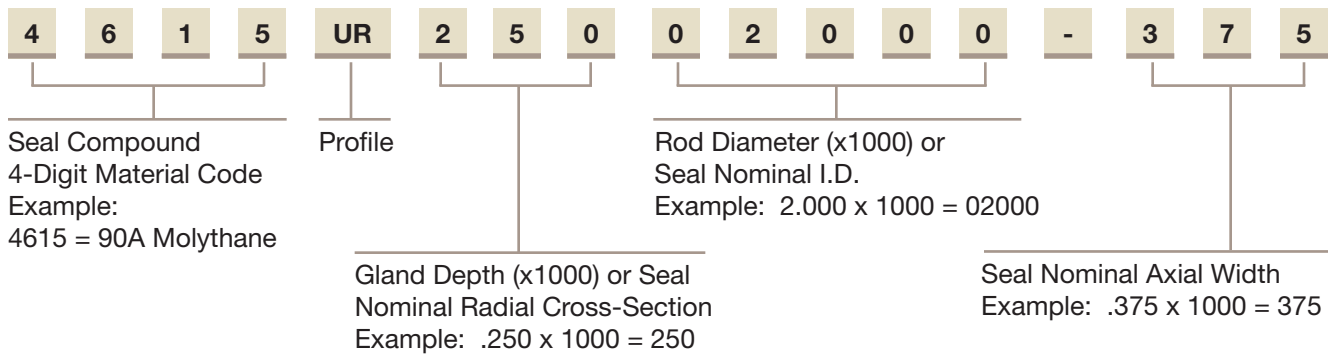 4 6 1 5 UR 2 5 0 0 2 0 0 0 - 3 7 5
Seal Compound
4-Digit Material Code
Example:
4615 = 90A Molythane
Profile
Gland Depth (x1000) or Seal
Nominal Radial Cross-Section
Example: .250 x 1000 = 250
Rod Diameter (x1000) or
Seal Nominal I.D.
Example: 2.000 x 1000 = 02000
Seal Nominal Axial Width
Example: .375 x 1000 = 375